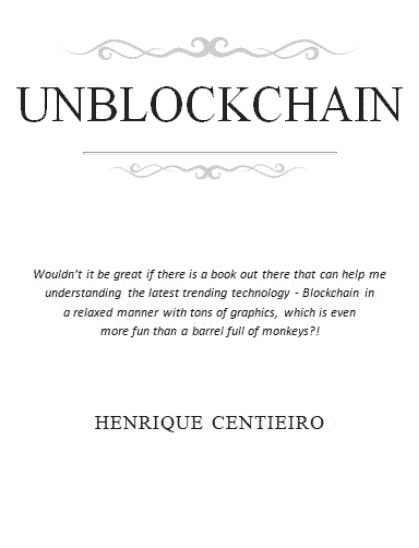 UNBLOCKCHAIN
Wouldn't it be great if there is a book out there that can help me
understanding the latest trending technology - Blockchain in
a relaxed manner with tons of graphics, which is even
more fun than a barrel full of monkeys?!
HENRIQUE CENTIEIRO